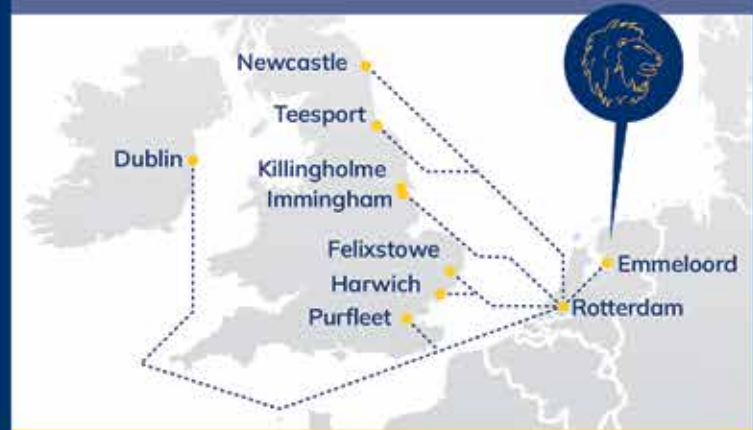 Newcastle
Teesport
Dublin
Killingholme
Immingham
Felixstowe
Harwich
Purfleet
Emmeloord
Rotterdam